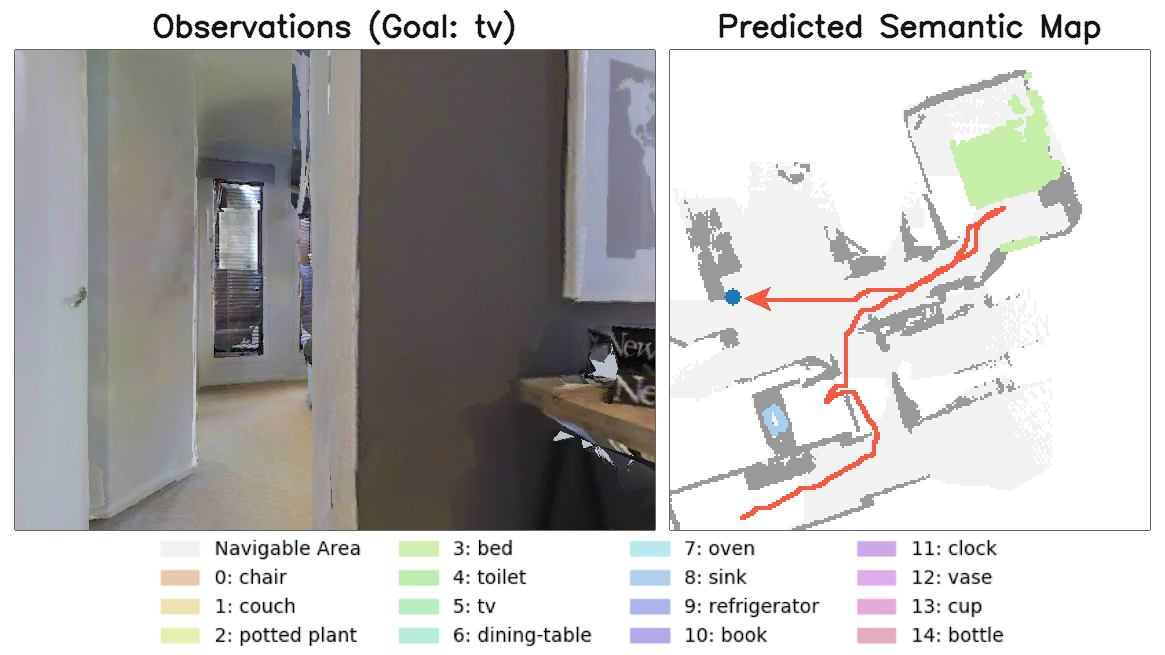 Observations (Goal: tv)
Predicted Semantic Map
New
Ne
Navigable Area
0: chair
1: couch
2: potted plant
3: bed
4: toilet
5: tv
6: dining-table
7: oven
8: sink
9: refrigerator
10: book
11: clock
12: vase
13: cup
14: bottle